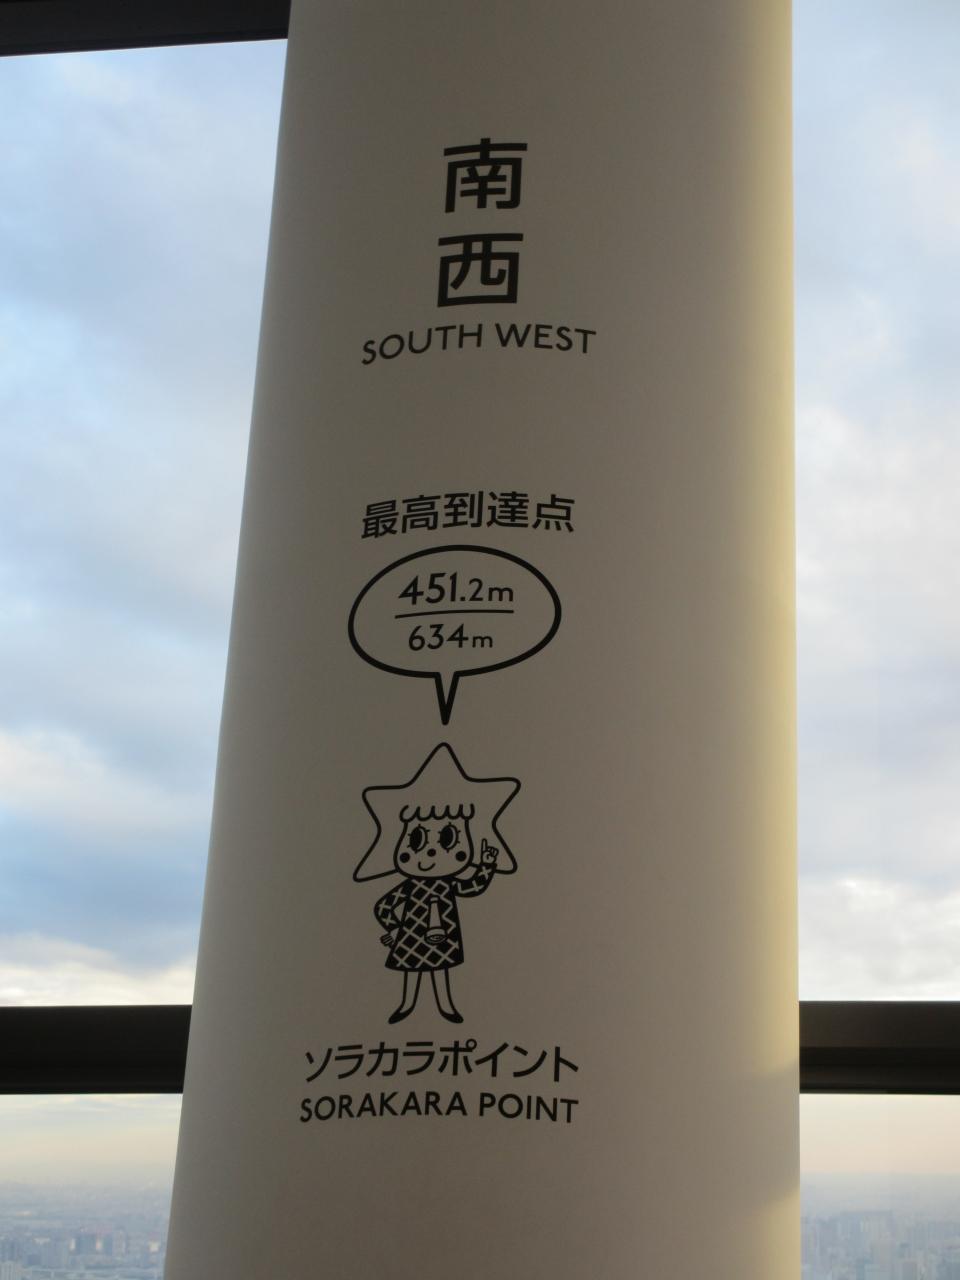 南
西
SOUTH WEST
最高到達点
451.2m
634m
ソラカラポイント
SORAKARA POINT